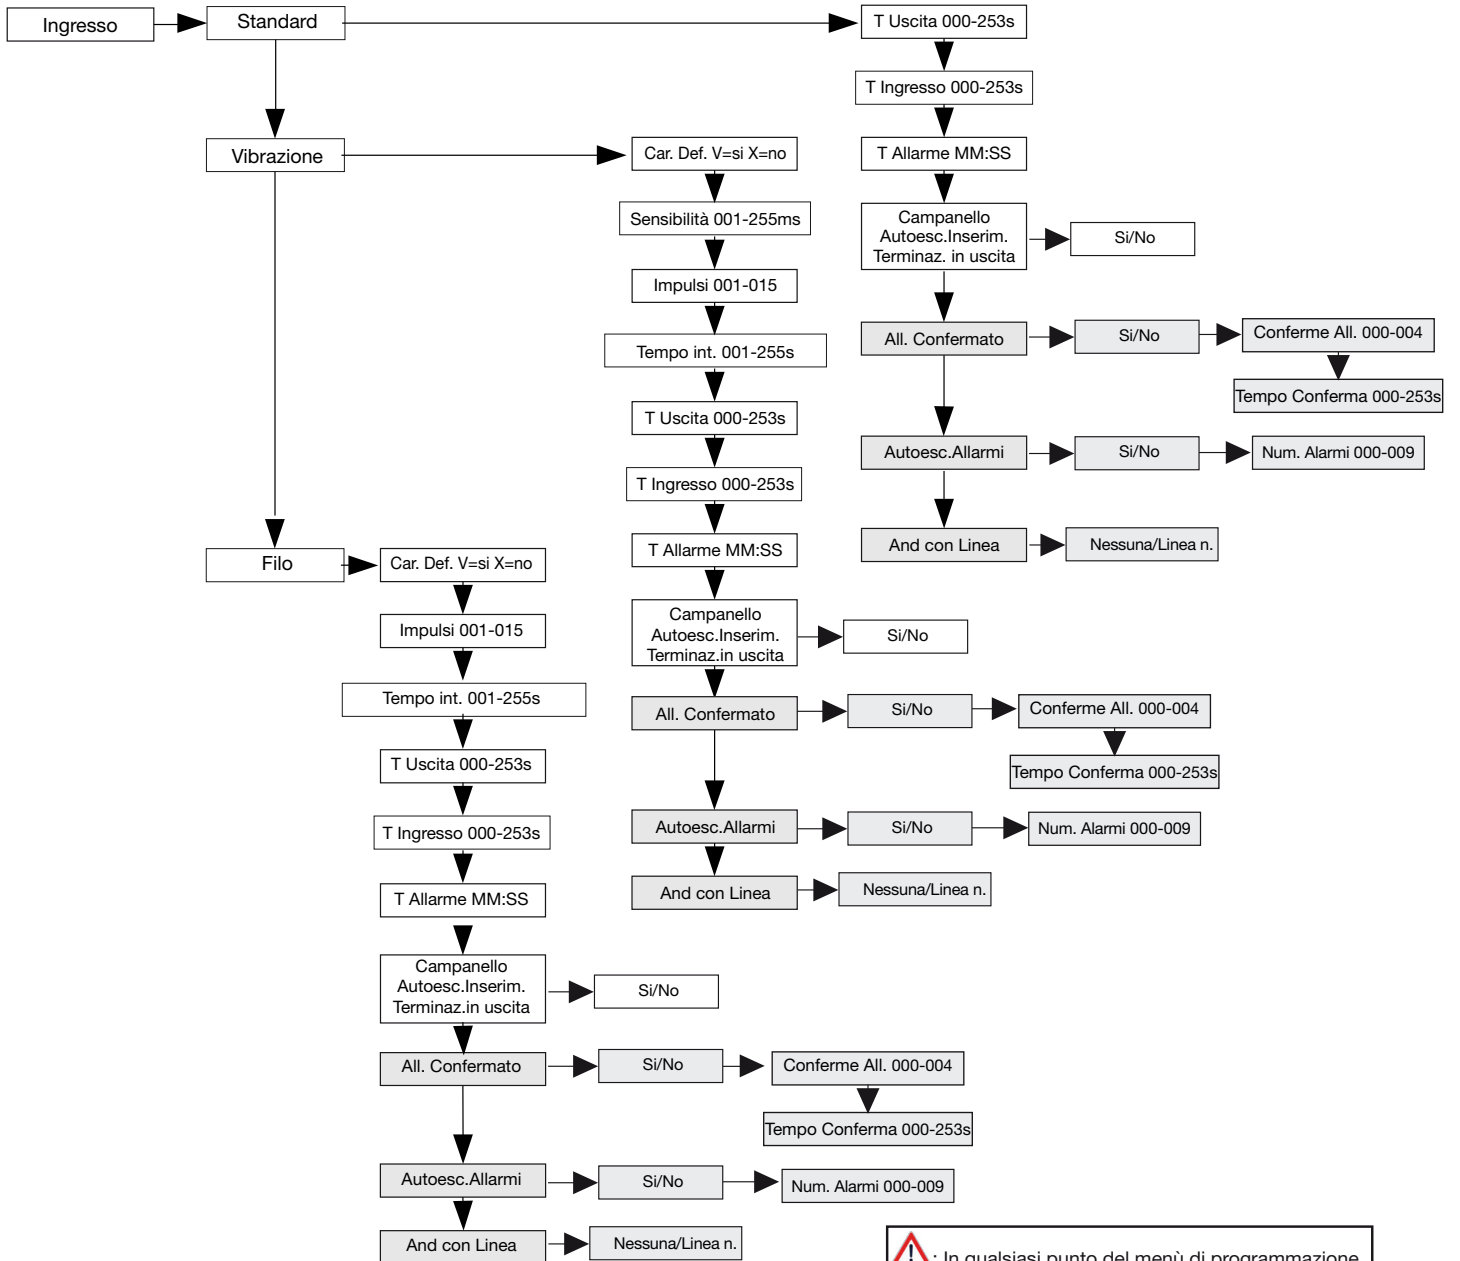 Ingresso
Standard
T Uscita 000-253s
T Ingresso 000-253s
T Allarme MM:SS
Campanello
Autoesc.Inserim.
Terminaz. in uscita
Si/No
All. Confermato
Si/No
Conferme All. 000-004
Tempo Conferma 000-253s
Autoesc.Allarmi
Si/No
Num. Alarmi 000-009
And con Linea
Nessuna/Linea n.
Vibrazione
Car. Def. V=si X=no
Sensibilità 001-255ms
Impulsi 001-015
Tempo int. 001-255s
T Uscita 000-253s
T Ingresso 000-253s
T Allarme MM:SS
Campanello
Autoesc.Inserim.
Terminaz.in uscita
Si/No
All. Confermato
Si/No
Conferme All. 000-004
Tempo Conferma 000-253s
Autoesc.Allarmi
Si/No
Num. Alarmi 000-009
And con Linea
Nessuna/Linea n.
Filo
Car. Def. V=si X=no
Impulsi 001-015
Tempo int. 001-255s
T Uscita 000-253s
T Ingresso 000-253s
T Allarme MM:SS
Campanello
Autoesc.Inserim.
Terminaz.in uscita
Si/No
All. Confermato
Si/No
Conferme All. 000-004
Tempo Conferma 000-253s
Autoesc.Allarmi
Si/No
Num. Alarmi 000-009
And con Linea
Nessuna/Linea n.
: In qualsiasi punto del menù di programmazione